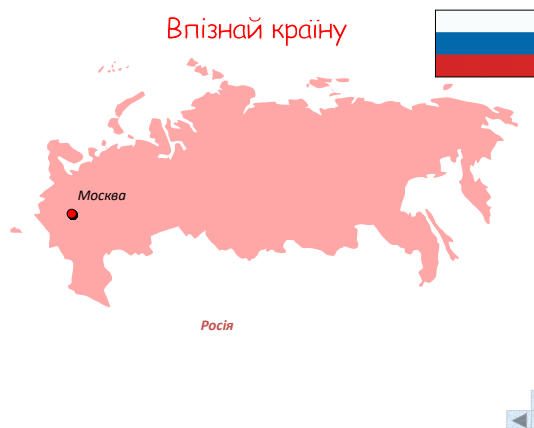 Впізнай країну
Москва
Росія